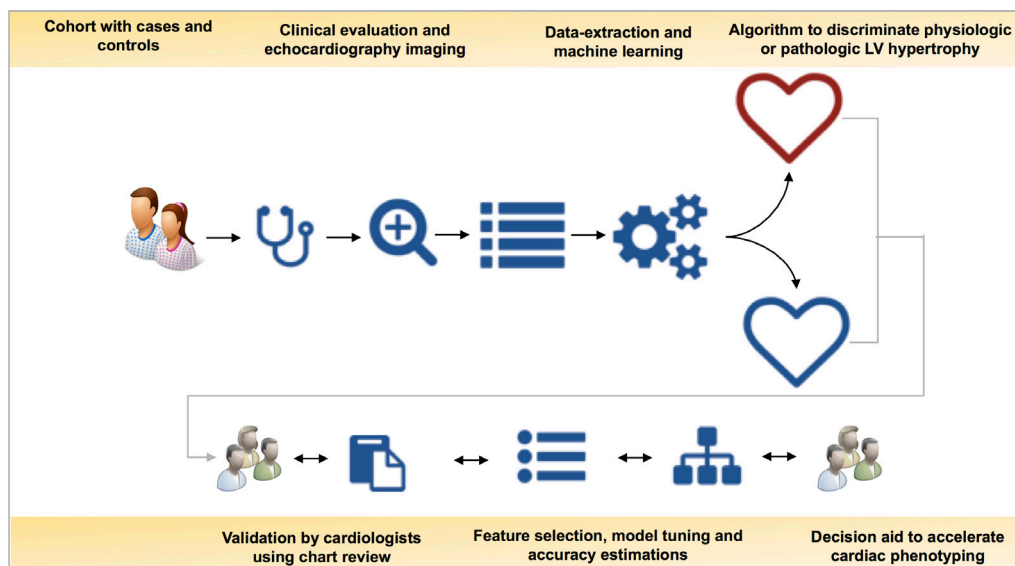 Cohort with cases and
controls
Clinical evaluation and
echocardiography imaging
Data-extraction and
machine learning
Algorithm to discriminate physiologic
or pathologic LV hypertrophy
Validation by cardiologists
using chart review
Feature selection, model tuning and
accuracy estimations
Decision aid to accelerate
cardiac phenotyping